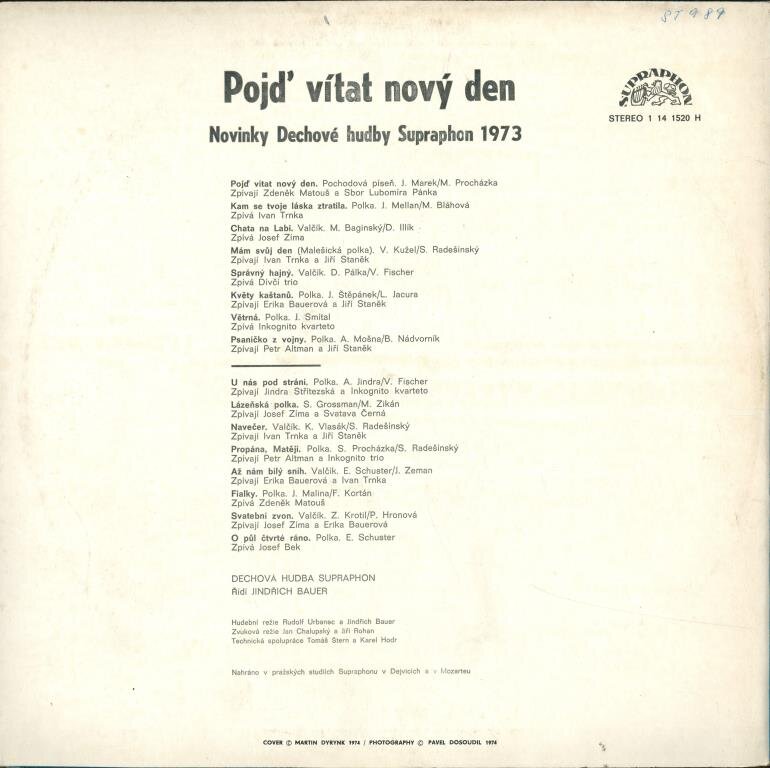 ST 989
Pojď vítat nový den
SUPRAPHON
STEREO 1 14 1520 H
Novinky Dechové hudby Supraphon 1973
Pojď vítat nový den. Pochodová píseň. J. Marek/M. Procházka
Zpívají Zdeněk Matouš a Sbor Lubomíra Pánka
Kam se tvoje láska ztratila. Polka. J. Mellan/M. Bláhová
Zpívá Ivan Trnka
Chata na Labi. Valčík. M. Baginský/D. Illík
Zpívá Josef Zíma
Mám svůj den (Malešická polka). V. Kužel/S. Radešínský
Zpívají Ivan Trnka a Jiří Staněk
Správný hajný. Valčík. D. Pálka/V. Fischer
Zpívá Dívčí trio
Květy kaštanů. Polka. J. Štěpánek/L. Jacura
Zpívají Erika Bauerová a Jiří Staněk
Větrná. Polka. J. Smital
Zpívá Inkognito kvarteto
Psaníčko z vojny. Polka. A. Mošna/B. Nádvorník
Zpívají Petr Altman a Jiří Staněk
U nás pod strání. Polka. A. Jindra/V. Fischer
Zpívají Jindra Střítezská a Inkognito kvarteto
Lázeňská polka. S. Grossman/M. Zikán
Zpívají Josef Zíma a Svatava Černá
Navečer. Valčík. K. Vlasák/S. Radešínský
Zpívají Ivan Trnka a Jiří Staněk
Propána, Matěji. Polka. S. Procházka/S. Radešínský
Zpívají Petr Altman a Inkognito trio
Až nám bílý sníh. Valčík. E. Schuster/J. Zeman
Zpívají Erika Bauerová a Ivan Trnka
Fialky. Polka. J. Malina/F. Kortán
Zpívá Zdeněk Matouš
Svatební zvon. Valčík. Z. Krotil/P. Hronová
Zpívají Josef Zíma a Erika Bauerová
O půl čtvrté ráno. Polka. E. Schuster
Zpívá Josef Bek
DECHOVÁ HUDBA SUPRAPHON
Řídí JINDŘICH BAUER
Hudební režie Rudolf Urbanec a Jindřich Bauer
Zvuková režie Jan Chalupský a Jiří Rohan
Technická spolupráce Tomáš Štern a Karel Hodr
Nahráno v pražských studiích Supraphonu v Dejvicích a v Mozarteu
COVER © MARTIN DYRYNK 1974 / PHOTOGRAPHY © PAVEL DOSOUDIL 1974